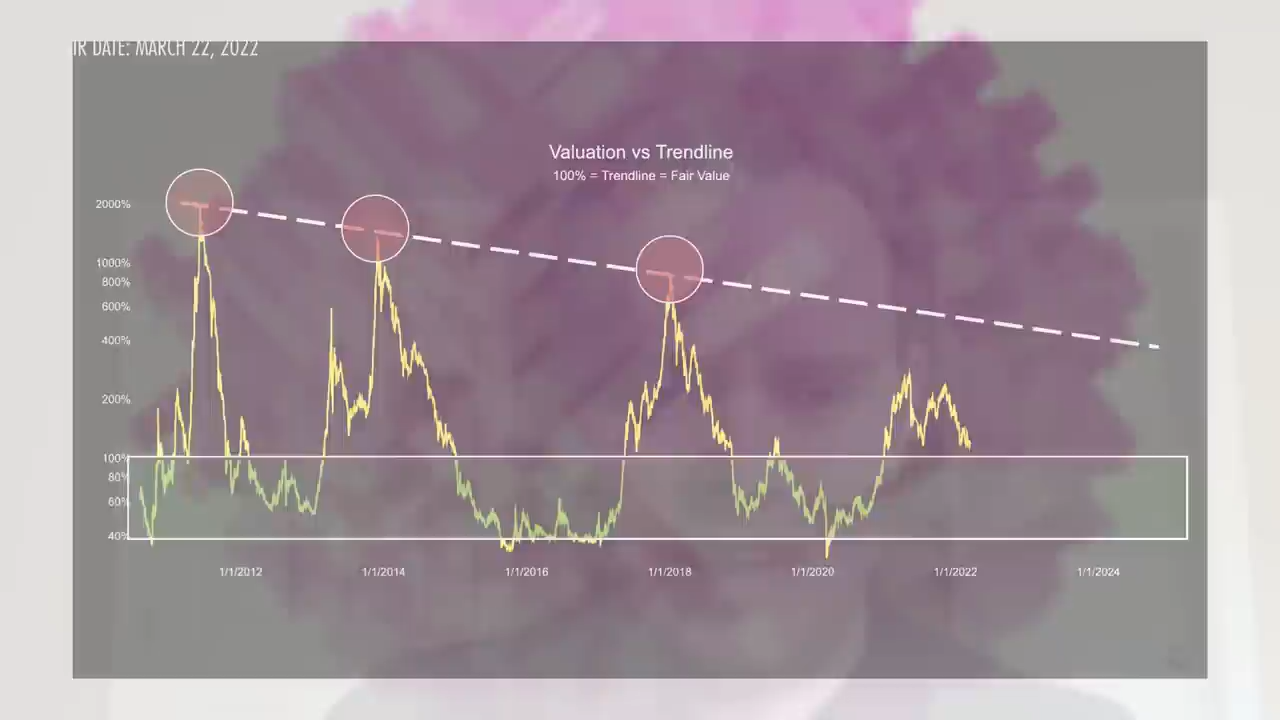 IR DATE: MARCH 22, 2022
Valuation vs Trendline
100% = Trendline = Fair Value
2000%
1000%
800%
600%
400%
200%
100%
80%
60%
40%
1/1/2012 1/1/2014 1/1/2016 1/1/2018 1/1/2020 1/1/2022 1/1/2024